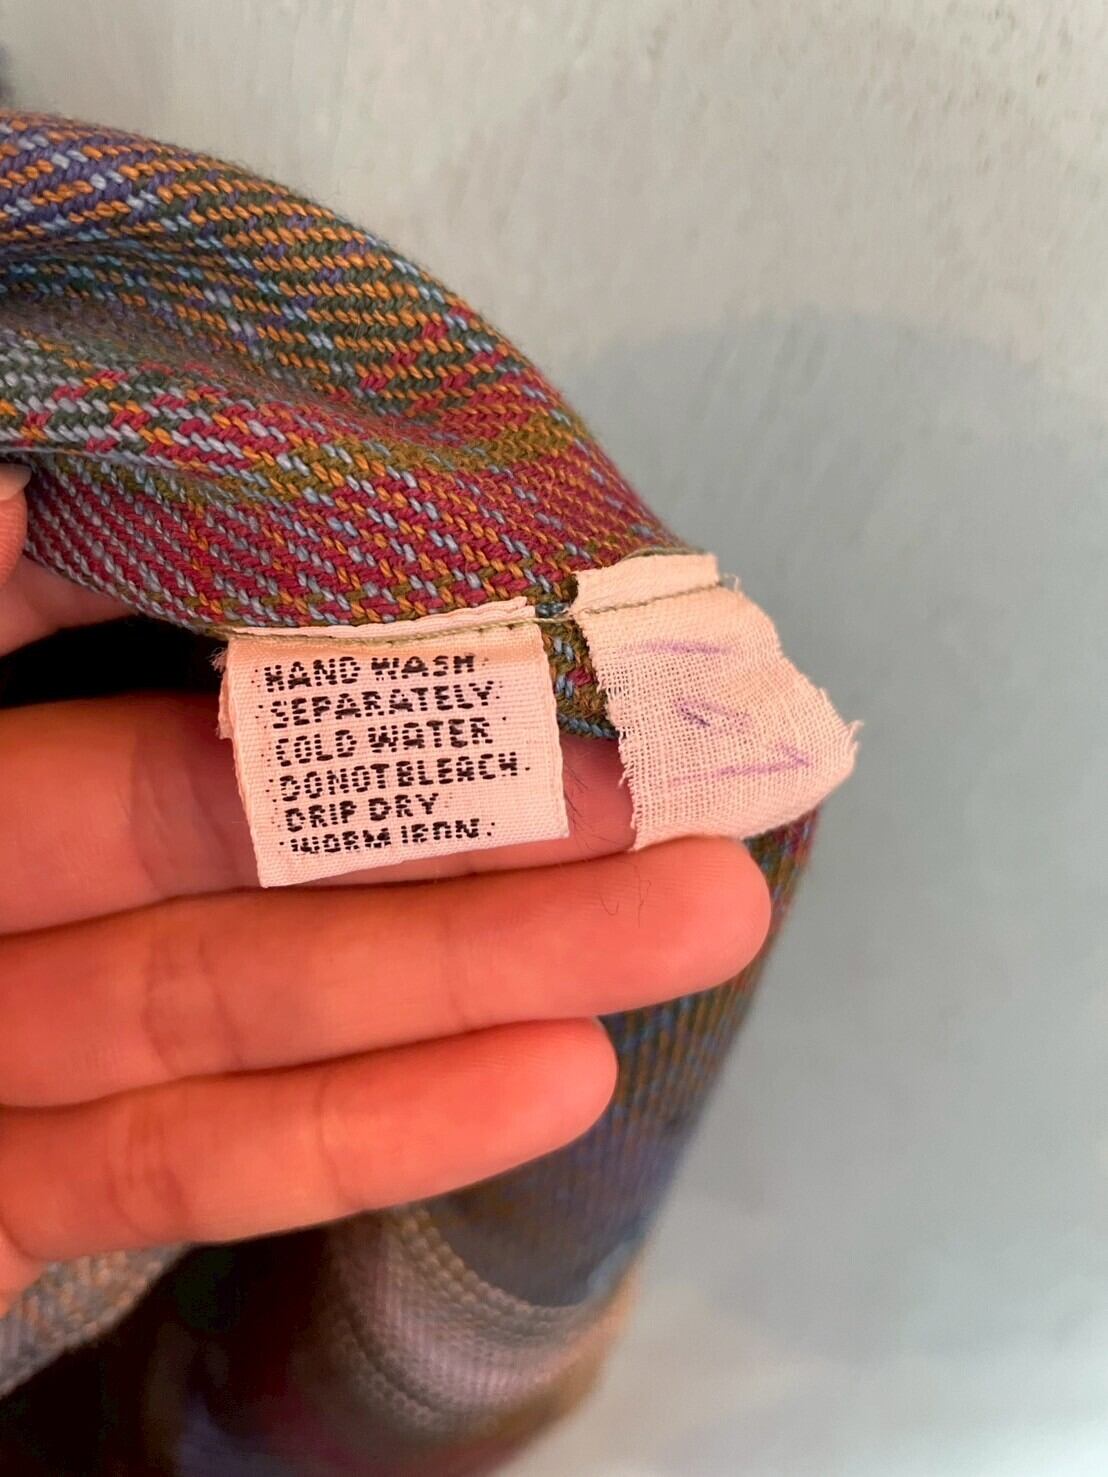 HAND WASH
SEPARATELY
COLD WATER
DONOTBLEACH
DRIP DRY
WORM IRON